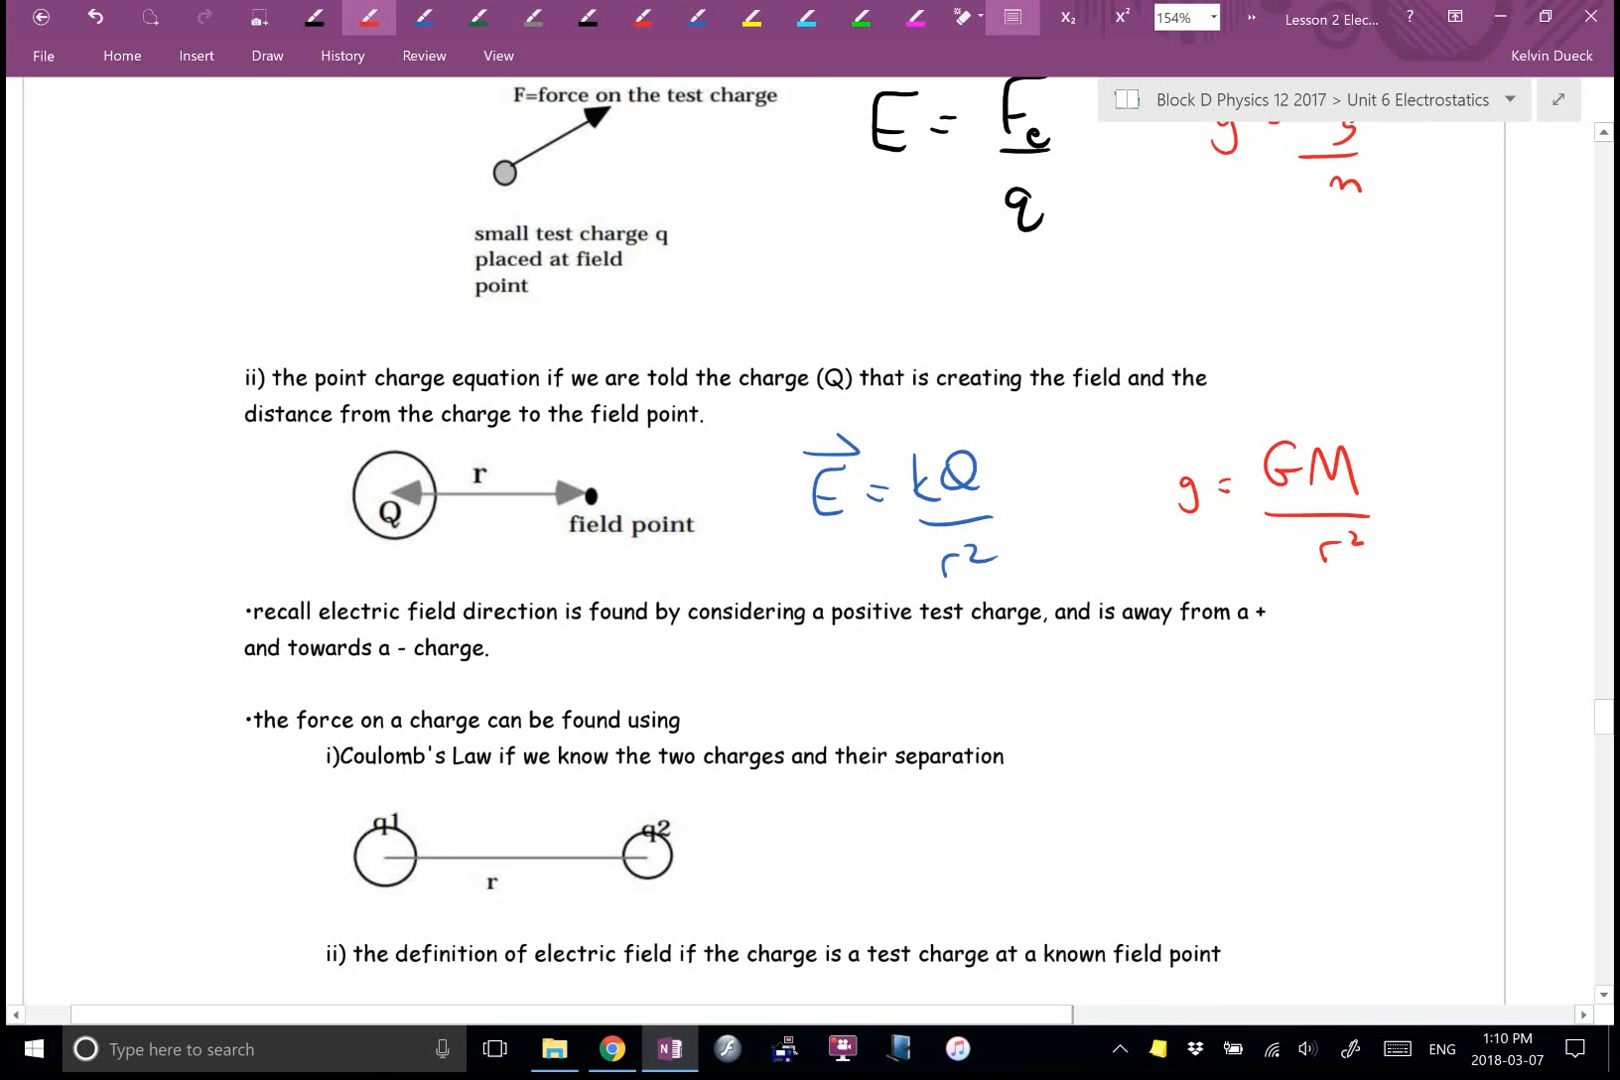 154%
Lesson 2 Elec...
?
File Home Insert Draw History Review View
Kelvin Dueck
Block D Physics 12 2017 > Unit 6 Electrostatics
F=force on the test charge
E = Fe
q
g =
m
small test charge q
placed at field
point
ii) the point charge equation if we are told the charge (Q) that is creating the field and the
distance from the charge to the field point.
r
Q
field point
E = kQ
r²
g = GM
r²
•recall electric field direction is found by considering a positive test charge, and is away from a +
and towards a - charge.
•the force on a charge can be found using
i)Coulomb's Law if we know the two charges and their separation
q1
q2
r
ii) the definition of electric field if the charge is a test charge at a known field point
Type here to search
ENG
1:10 PM
2018-03-07